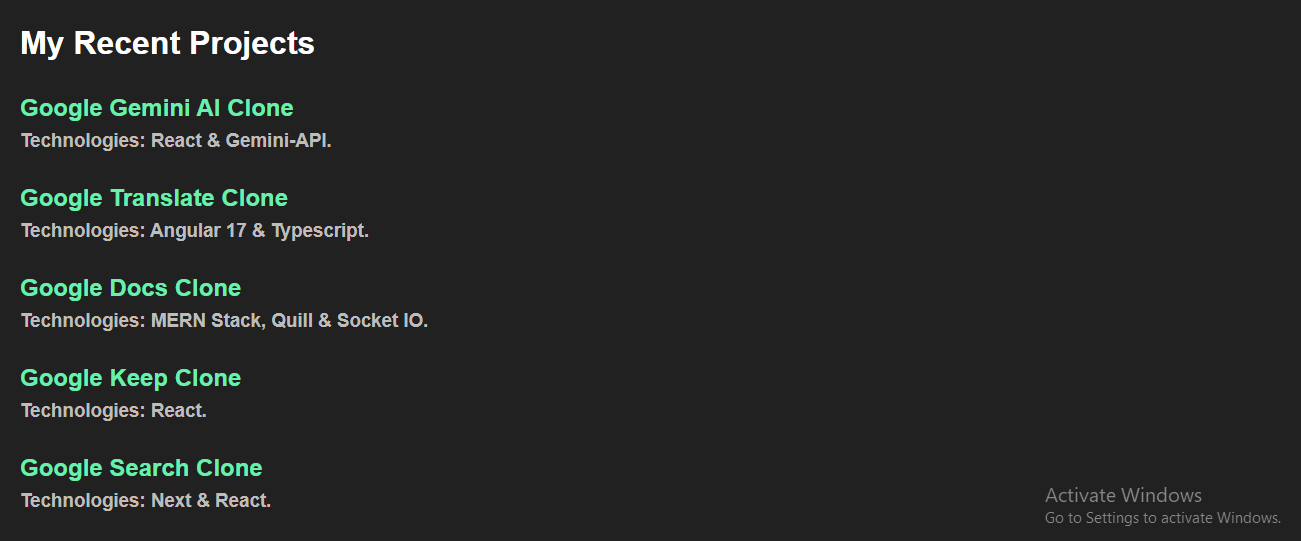 My Recent Projects
Google Gemini AI Clone
Technologies: React & Gemini-API.
Google Translate Clone
Technologies: Angular 17 & Typescript.
Google Docs Clone
Technologies: MERN Stack, Quill & Socket IO.
Google Keep Clone
Technologies: React.
Google Search Clone
Technologies: Next & React.
Activate Windows
Go to Settings to activate Windows.